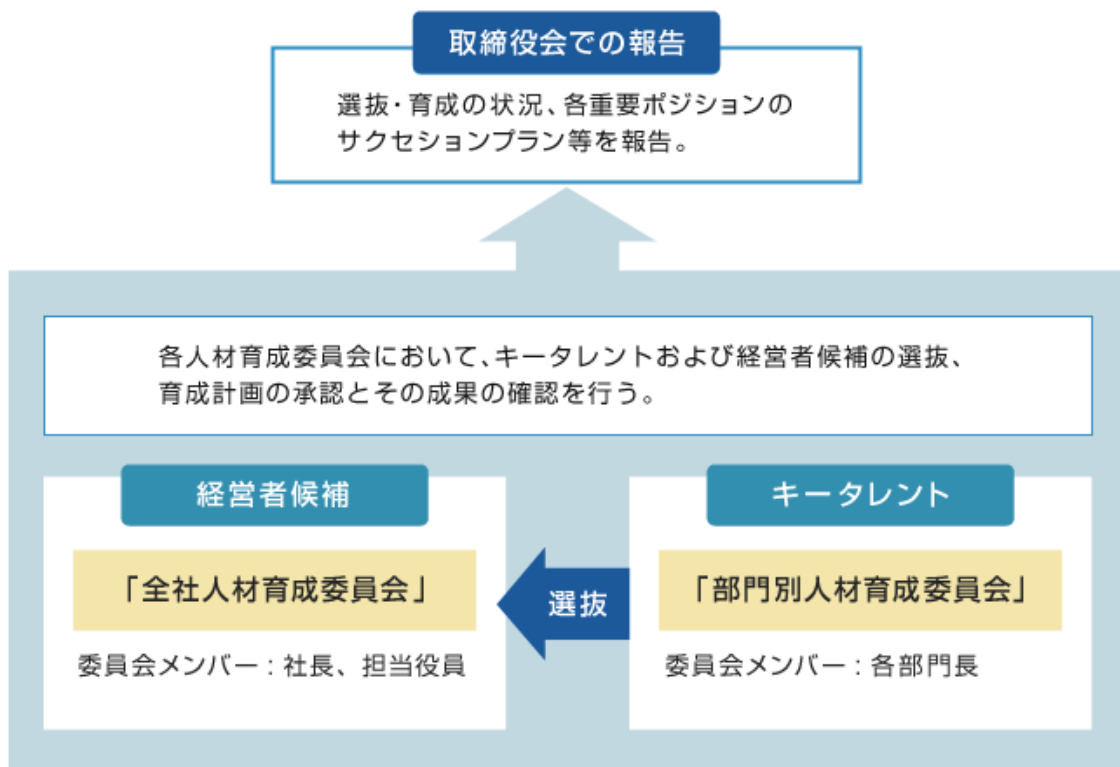 取締役会での報告
選抜・育成の状況、各重要ポジションの
サクセションプラン等を報告。
各人材育成委員会において、キータレントおよび経営者候補の選抜、
育成計画の承認とその成果の確認を行う。
経営者候補
「全社人材育成委員会」
委員会メンバー：社長、担当役員
選抜
キータレント
「部門別人材育成委員会」
委員会メンバー：各部門長